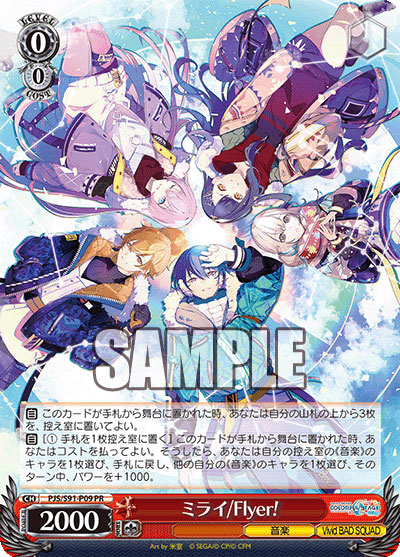 LEVEL
0
0
COST
SAMPLE
自 このカードが手札から舞台に置かれた時、あなたは自分の山札の上から3枚
を、控え室に置いてよい。
自 [① 手札を1枚控え室に置く] このカードが手札から舞台に置かれた時、あ
なたはコストを払ってよい。そうしたら、あなたは自分の控え室の《音楽》の
キャラを1枚選び、手札に戻し、他の自分の《音楽》のキャラを1枚選び、その
ターン中、パワーを+1000。
CH PJS/S91-P09 PR
ミライ/Flyer!
COLORFUL STAGE!
POWER
2000
SOUL
音楽
Vivid BAD SQUAD
Art by 米室 © SEGA/© CP/© CFM